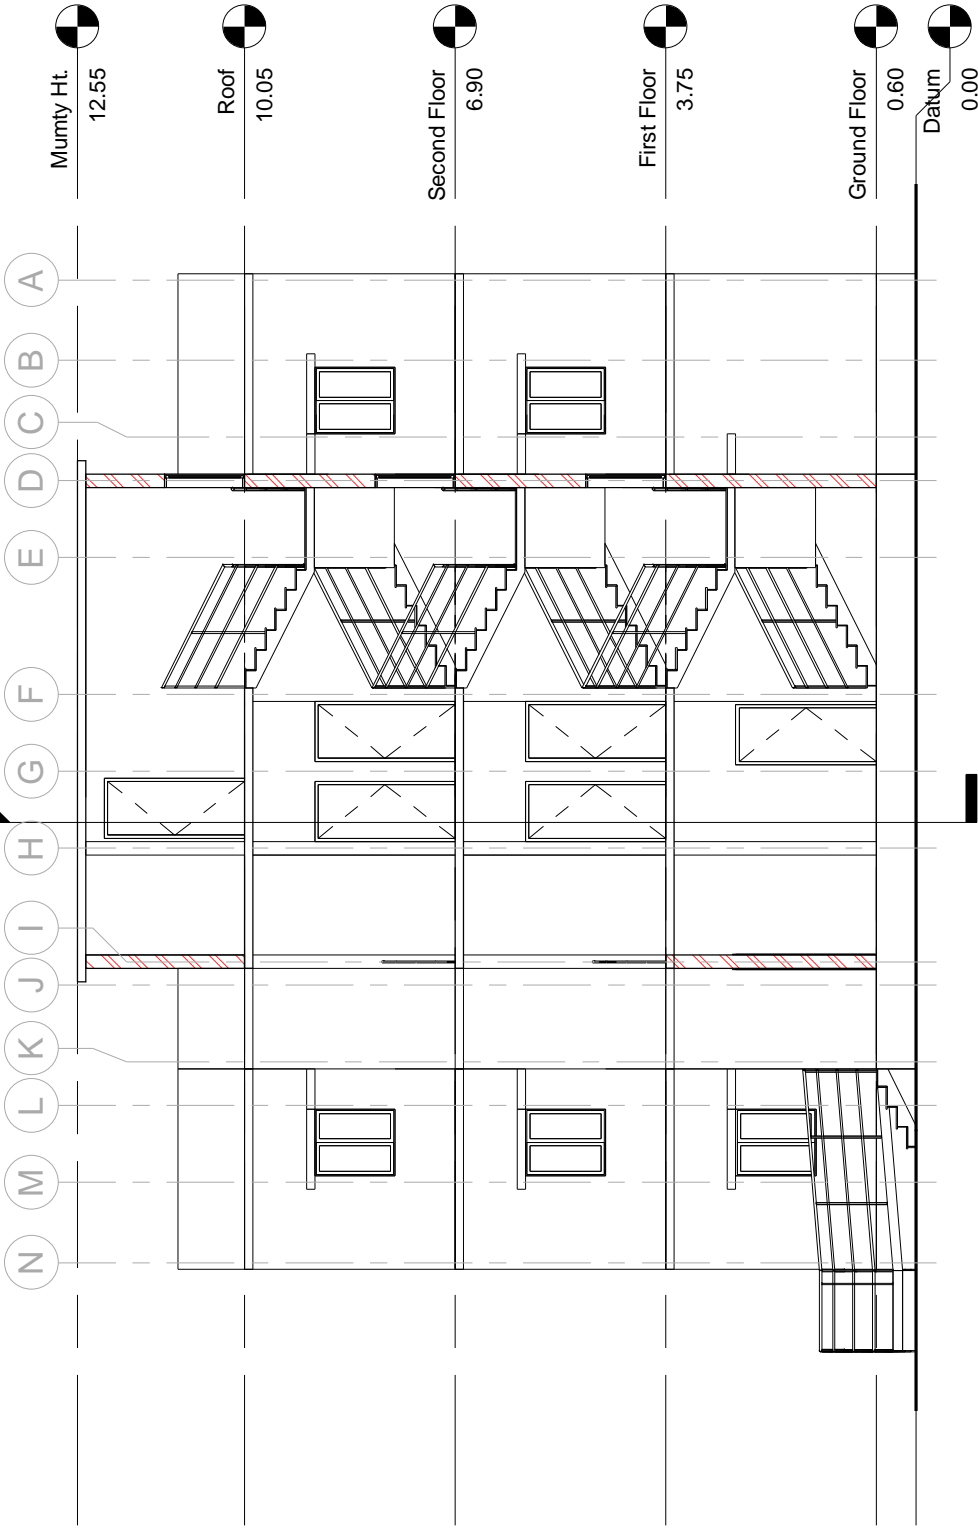 Mumty Ht.
12.55
Roof
10.05
Second Floor
6.90
First Floor
3.75
Ground Floor
0.60
Datum
0.00
A
B
C
D
E
F
G
H
I
J
K
L
M
N